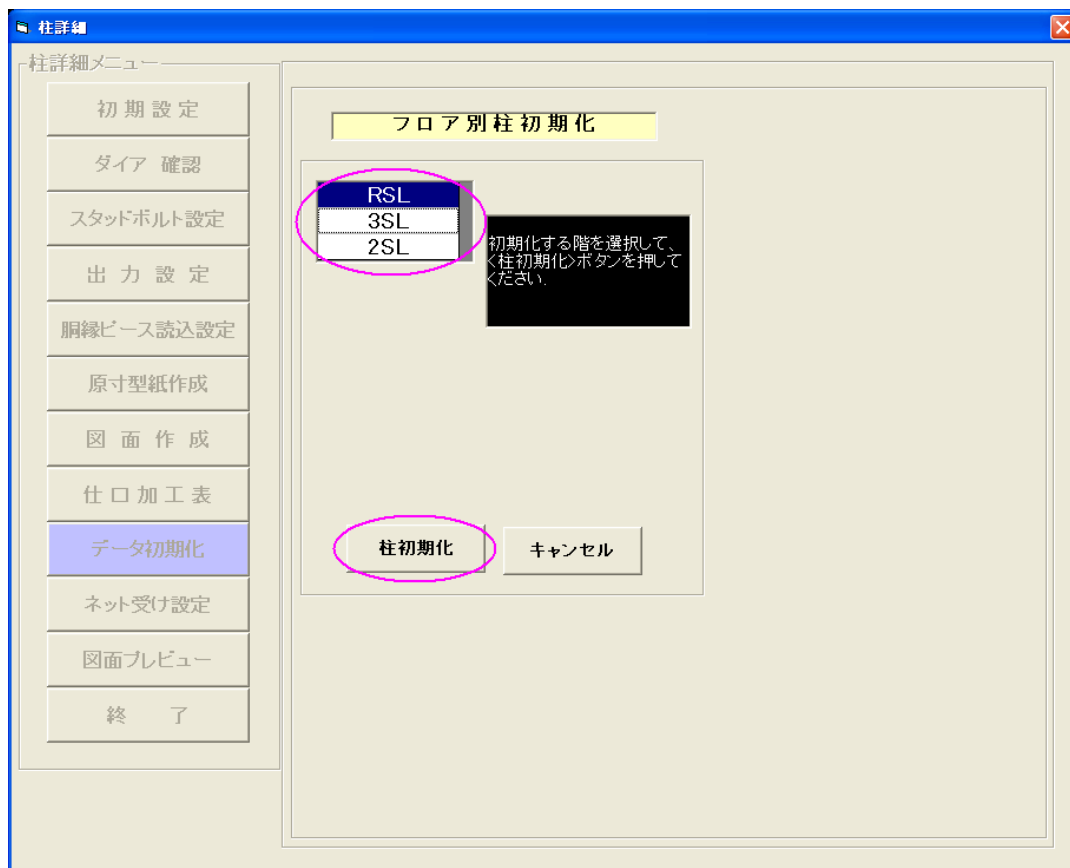 柱詳細
柱詳細メニュー
初 期 設 定
ダイア 確認
スタッドボルト設定
出 力 設 定
胴縁ピース読込設定
原寸型紙作成
図 面 作 成
仕 口 加 工 表
データ初期化
ネット受け設定
図面プレビュー
終 了
フ ロ ア 別 柱 初 期 化
RSL
3SL
2SL
初期化する階を選択して、
<柱初期化>ボタンを押して
ください.
柱初期化
キャンセル